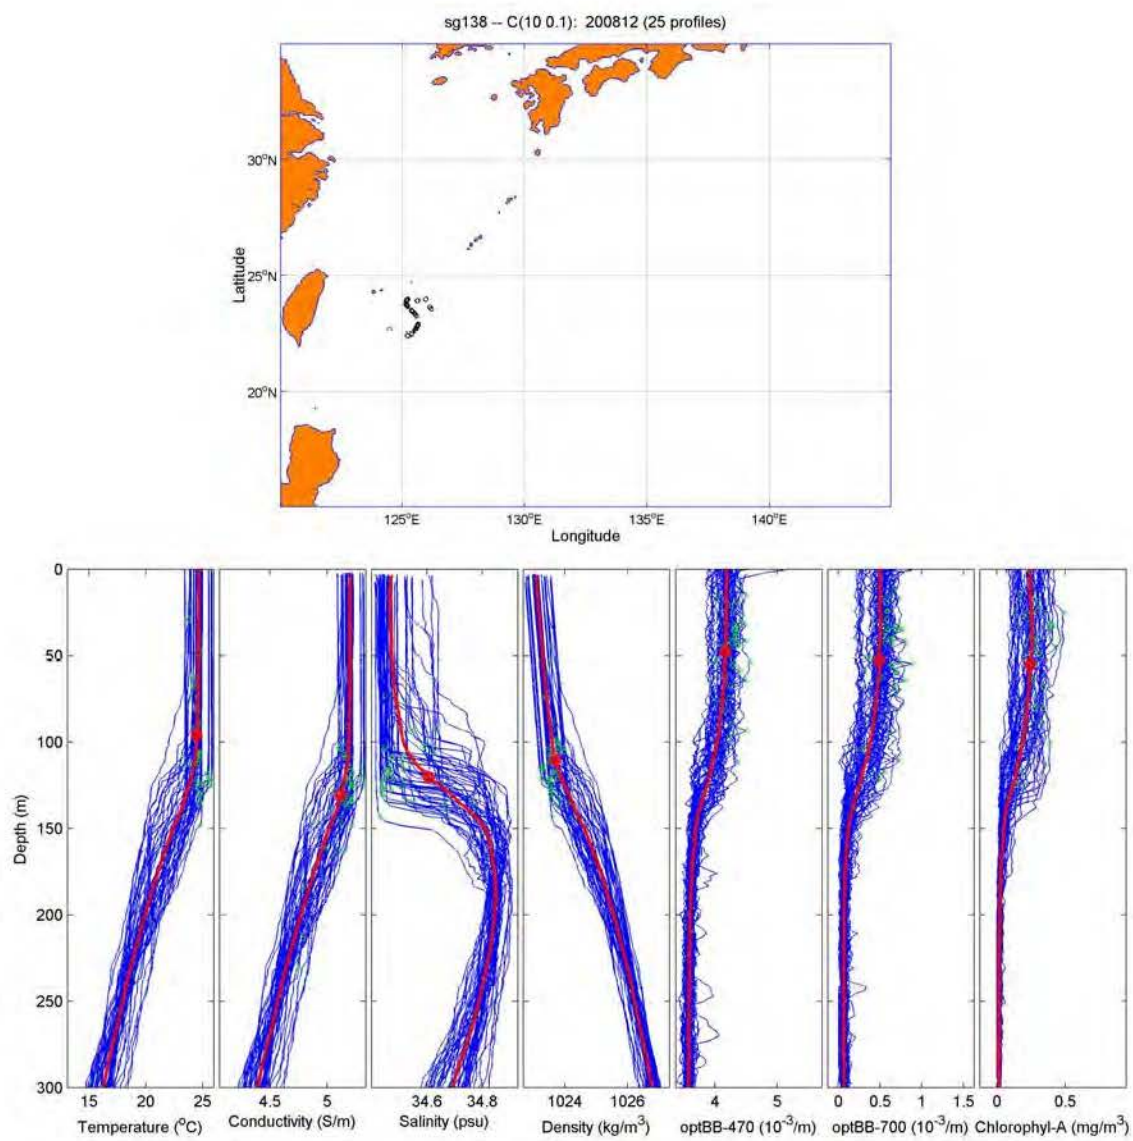 sg138 -- C(10 0.1): 200812 (25 profiles)
30°N
25°N
20°N
Latitude
125°E 130°E 135°E 140°E
Longitude
0
50
100
150
200
250
300
Depth (m)
15 20 25 4.5 5 34.6 34.8 1024 1026 4 5 0 0.5 1 1.5 0 0.5
Temperature (°C) Conductivity (S/m) Salinity (psu) Density (kg/m³) optBB-470 (10⁻³/m) optBB-700 (10⁻³/m) Chlorophyl-A (mg/m³)